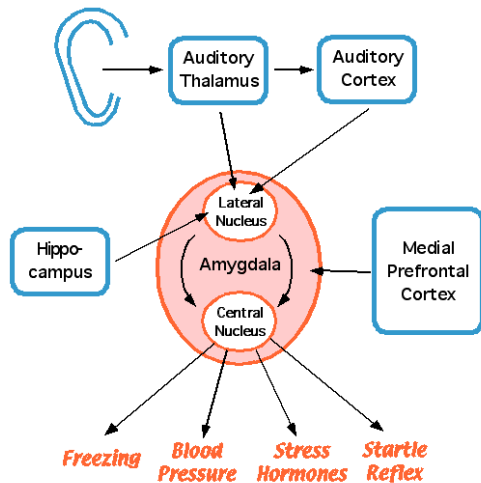 Auditory
Thalamus
Auditory
Cortex
Lateral
Nucleus
Hippo-
campus
Amygdala
Medial
Prefrontal
Cortex
Central
Nucleus
Freezing
Blood
Pressure
Stress
Hormones
Startle
Reflex